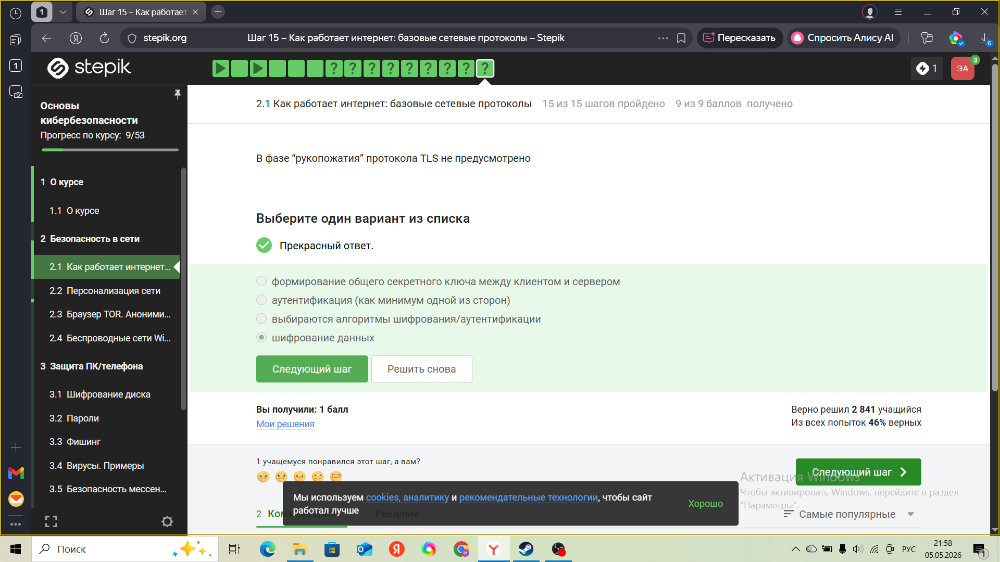 1
Шаг 15 – Как работает
stepik.org
Шаг 15 – Как работает интернет: базовые сетевые протоколы – Stepik
Пересказать
Спросить Алису AI
6
1
stepik
1
ЭА
3
Основы
кибербезопасности
Прогресс по курсу: 9/53
1 О курсе
1.1 О курсе
2 Безопасность в сети
2.1 Как работает интернет...
2.2 Персонализация сети
2.3 Браузер TOR. Аноними...
2.4 Беспроводные сети Wi...
3 Защита ПК/телефона
3.1 Шифрование диска
3.2 Пароли
3.3 Фишинг
3.4 Вирусы. Примеры
3.5 Безопасность мессен...
2.1 Как работает интернет: базовые сетевые протоколы 15 из 15 шагов пройдено 9 из 9 баллов получено
В фазе “рукопожатия” протокола TLS не предусмотрено
Выберите один вариант из списка
Прекрасный ответ.
формирование общего секретного ключа между клиентом и сервером
аутентификация (как минимум одной из сторон)
выбираются алгоритмы шифрования/аутентификации
шифрование данных
Следующий шаг
Решить снова
Вы получили: 1 балл
Мои решения
Верно решил 2 841 учащийся
Из всех попыток 46% верных
1 учащемуся понравился этот шаг, а вам?
Следующий шаг
Активация Windows
Чтобы активировать Windows, перейдите в раздел
"Параметры".
Мы используем cookies, аналитику и рекомендательные технологии, чтобы сайт
работал лучше
Хорошо
2 Комментария
1 Решение
Самые популярные
Поиск
РУС
21:58
05.05.2026
1